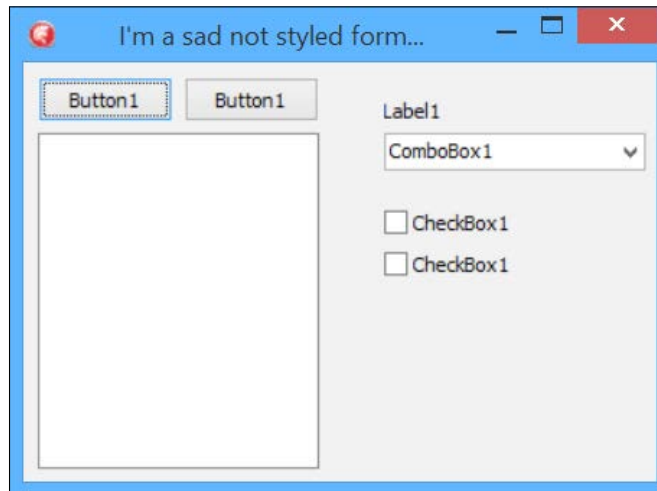 I'm a sad not styled form...
Button1 Button1
Label1
ComboBox1
CheckBox1
CheckBox1